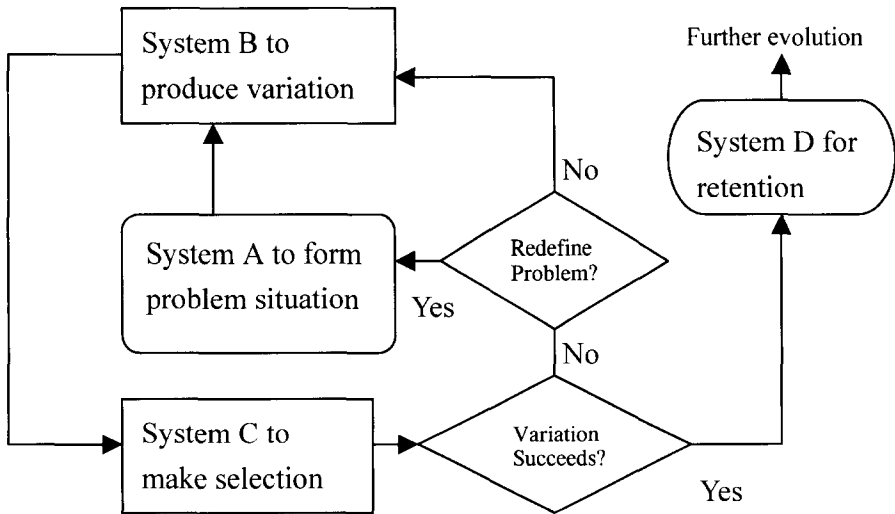 System B to
produce variation
Further evolution
System D for
retention
No
System A to form
problem situation
Redefine
Problem?
Yes
No
System C to
make selection
Variation
Succeeds?
Yes